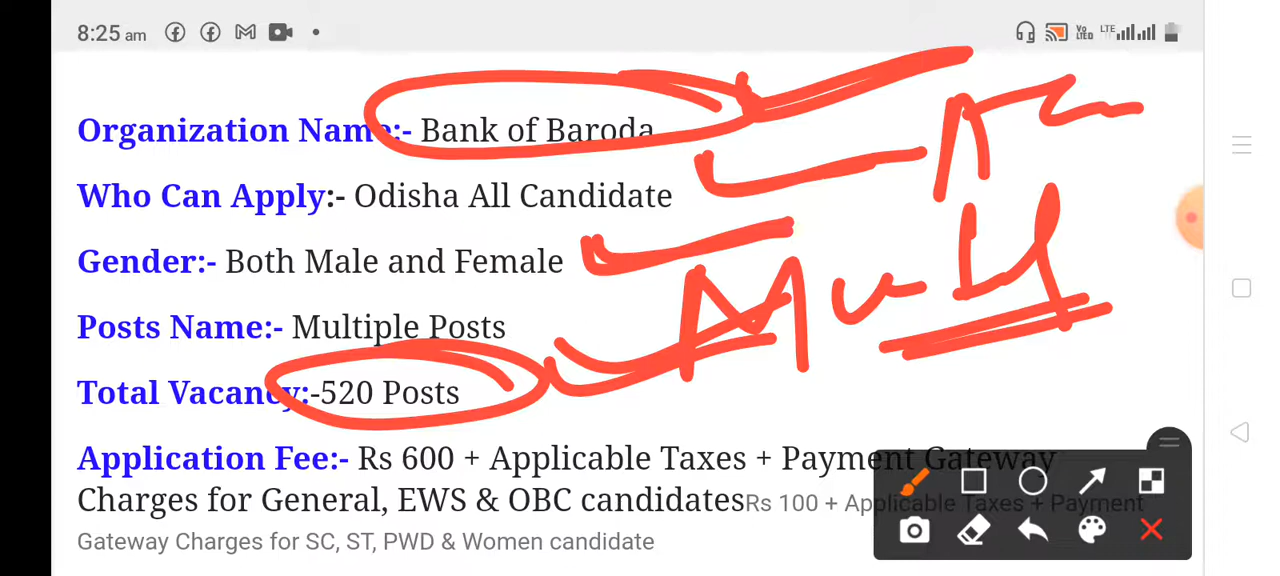 8:25 am
Organization Name:- Bank of Baroda
Who Can Apply:- Odisha All Candidate
Gender:- Both Male and Female
Posts Name:- Multiple Posts
Total Vacancy:-520 Posts
Application Fee:- Rs 600 + Applicable Taxes + Payment Gateway
Charges for General, EWS & OBC candidatesRs 100 + Applicable Taxes + Payment
Gateway Charges for SC, ST, PWD & Women candidate